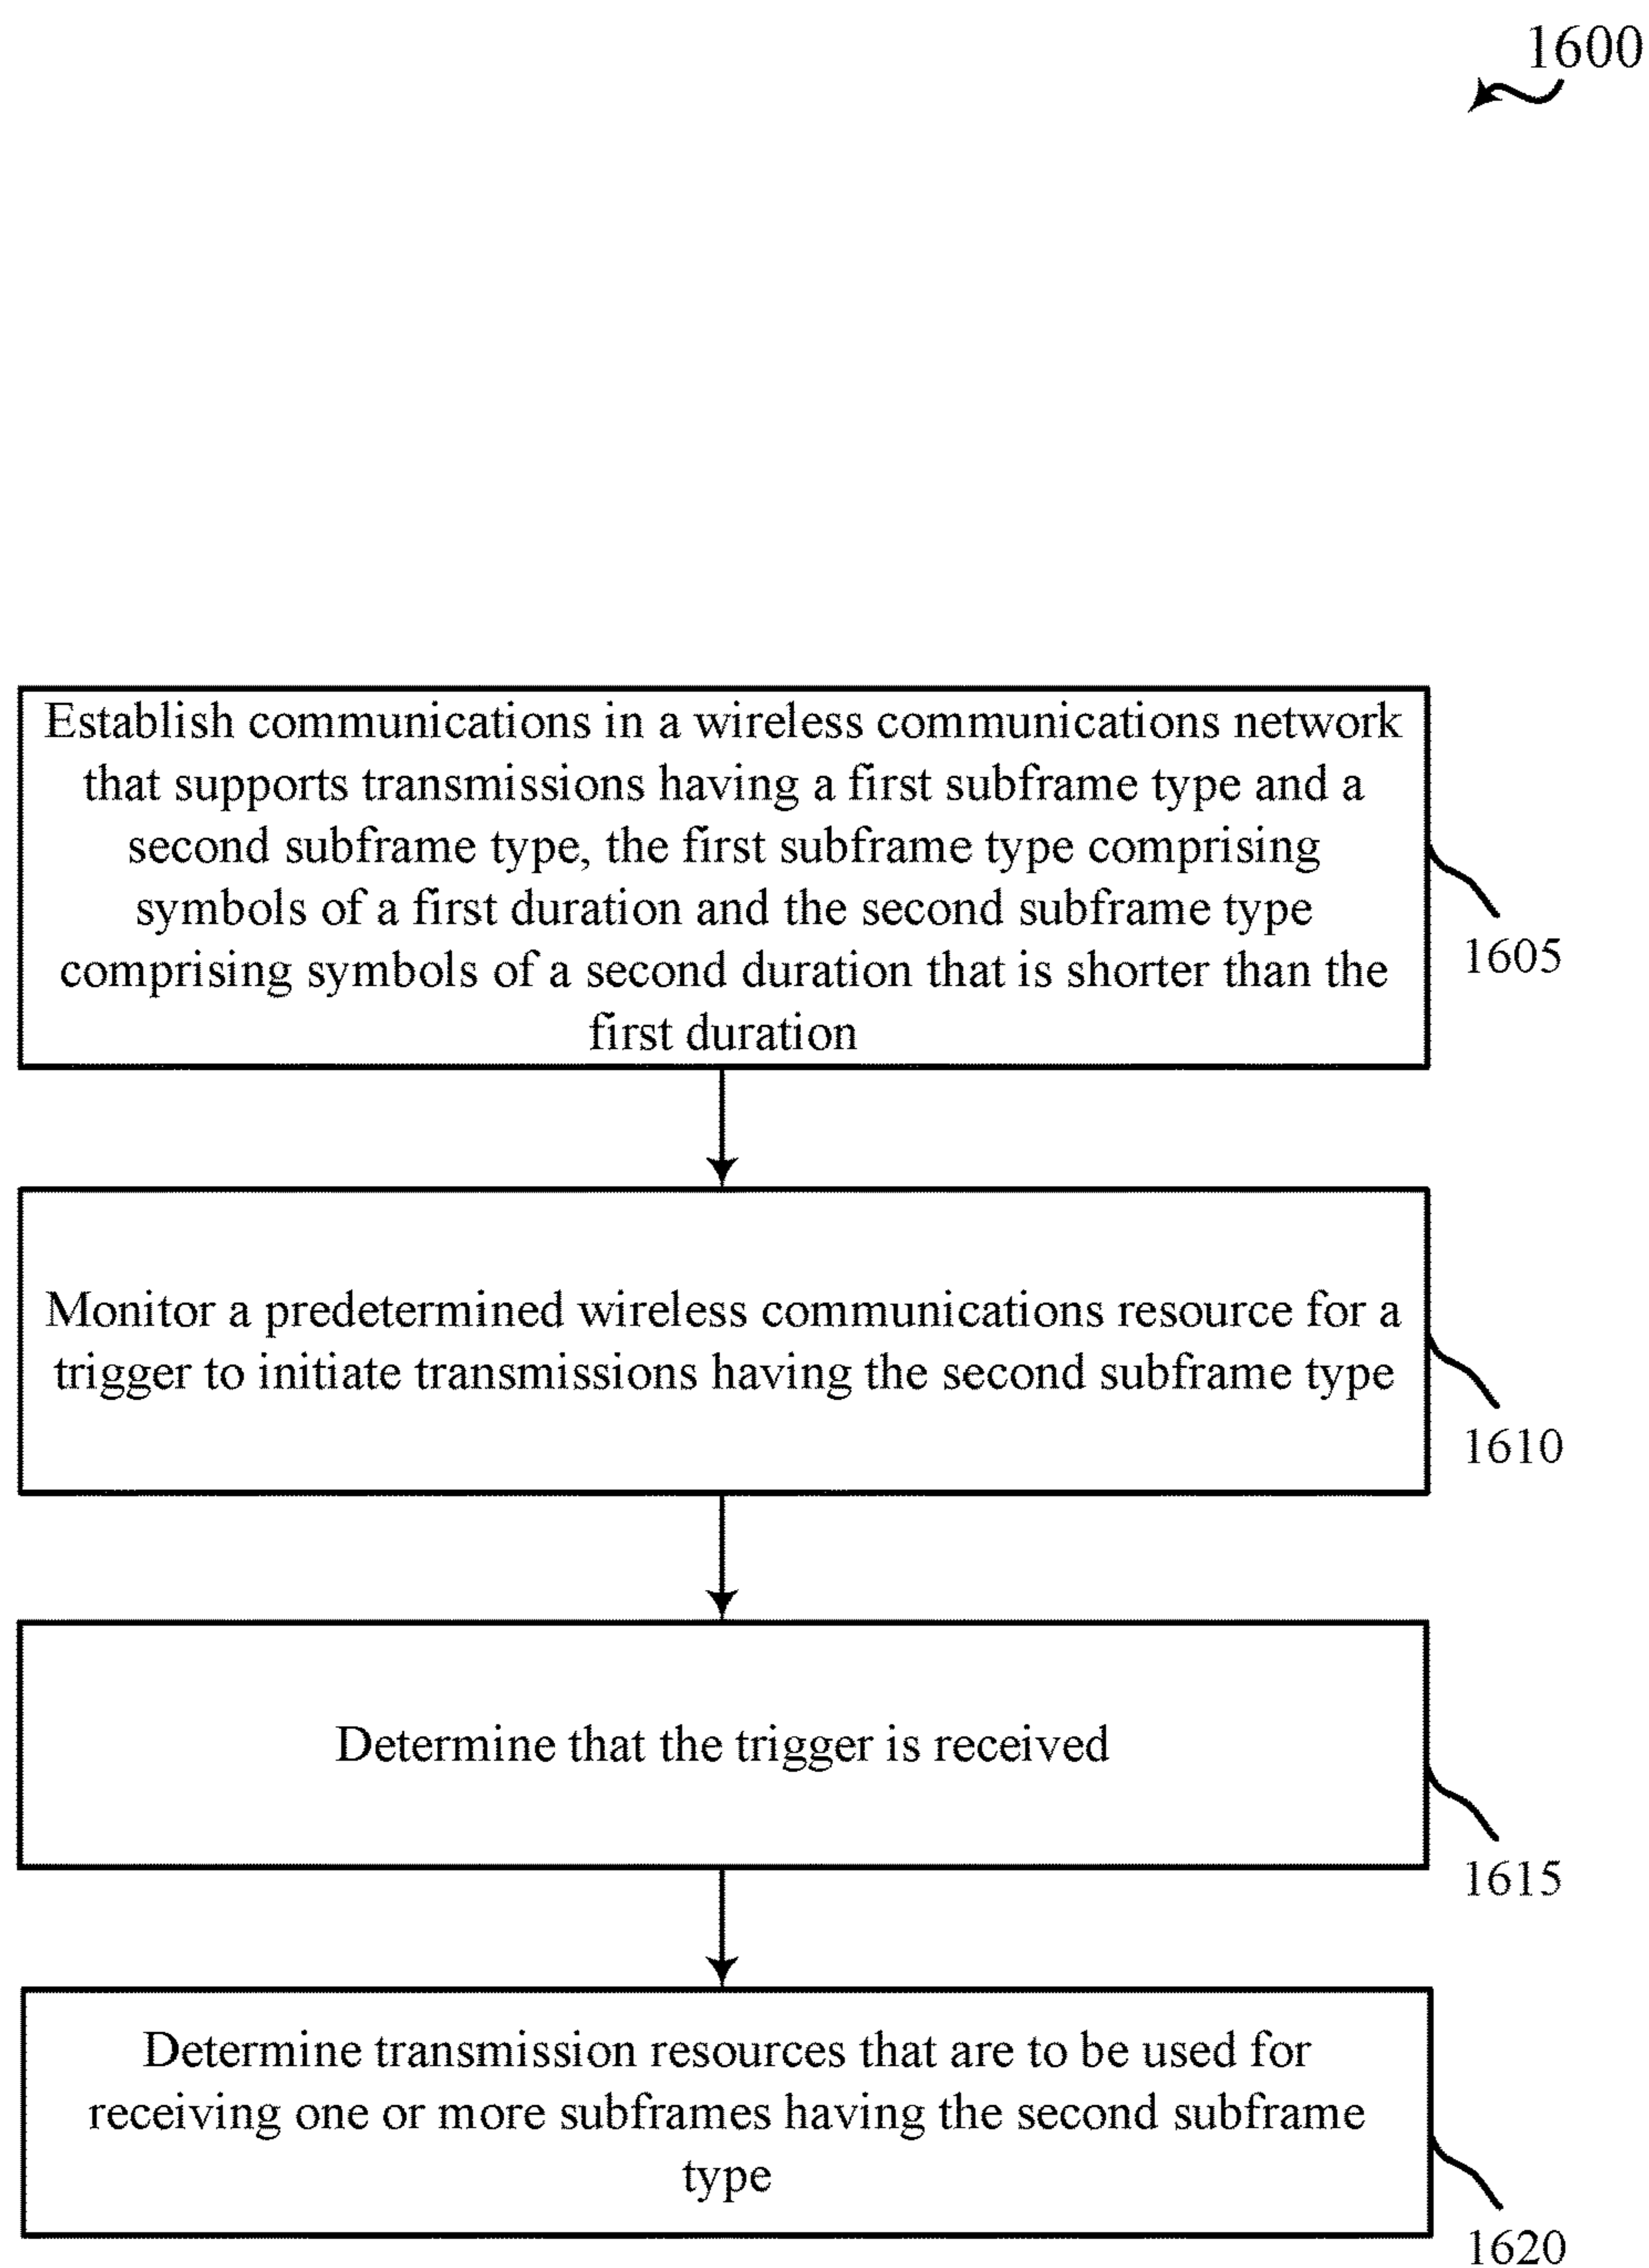 1600
Establish communications in a wireless communications network
that supports transmissions having a first subframe type and a
second subframe type, the first subframe type comprising
symbols of a first duration and the second subframe type
comprising symbols of a second duration that is shorter than the
first duration
1605
Monitor a predetermined wireless communications resource for a
trigger to initiate transmissions having the second subframe type
1610
Determine that the trigger is received
1615
Determine transmission resources that are to be used for
receiving one or more subframes having the second subframe
type
1620